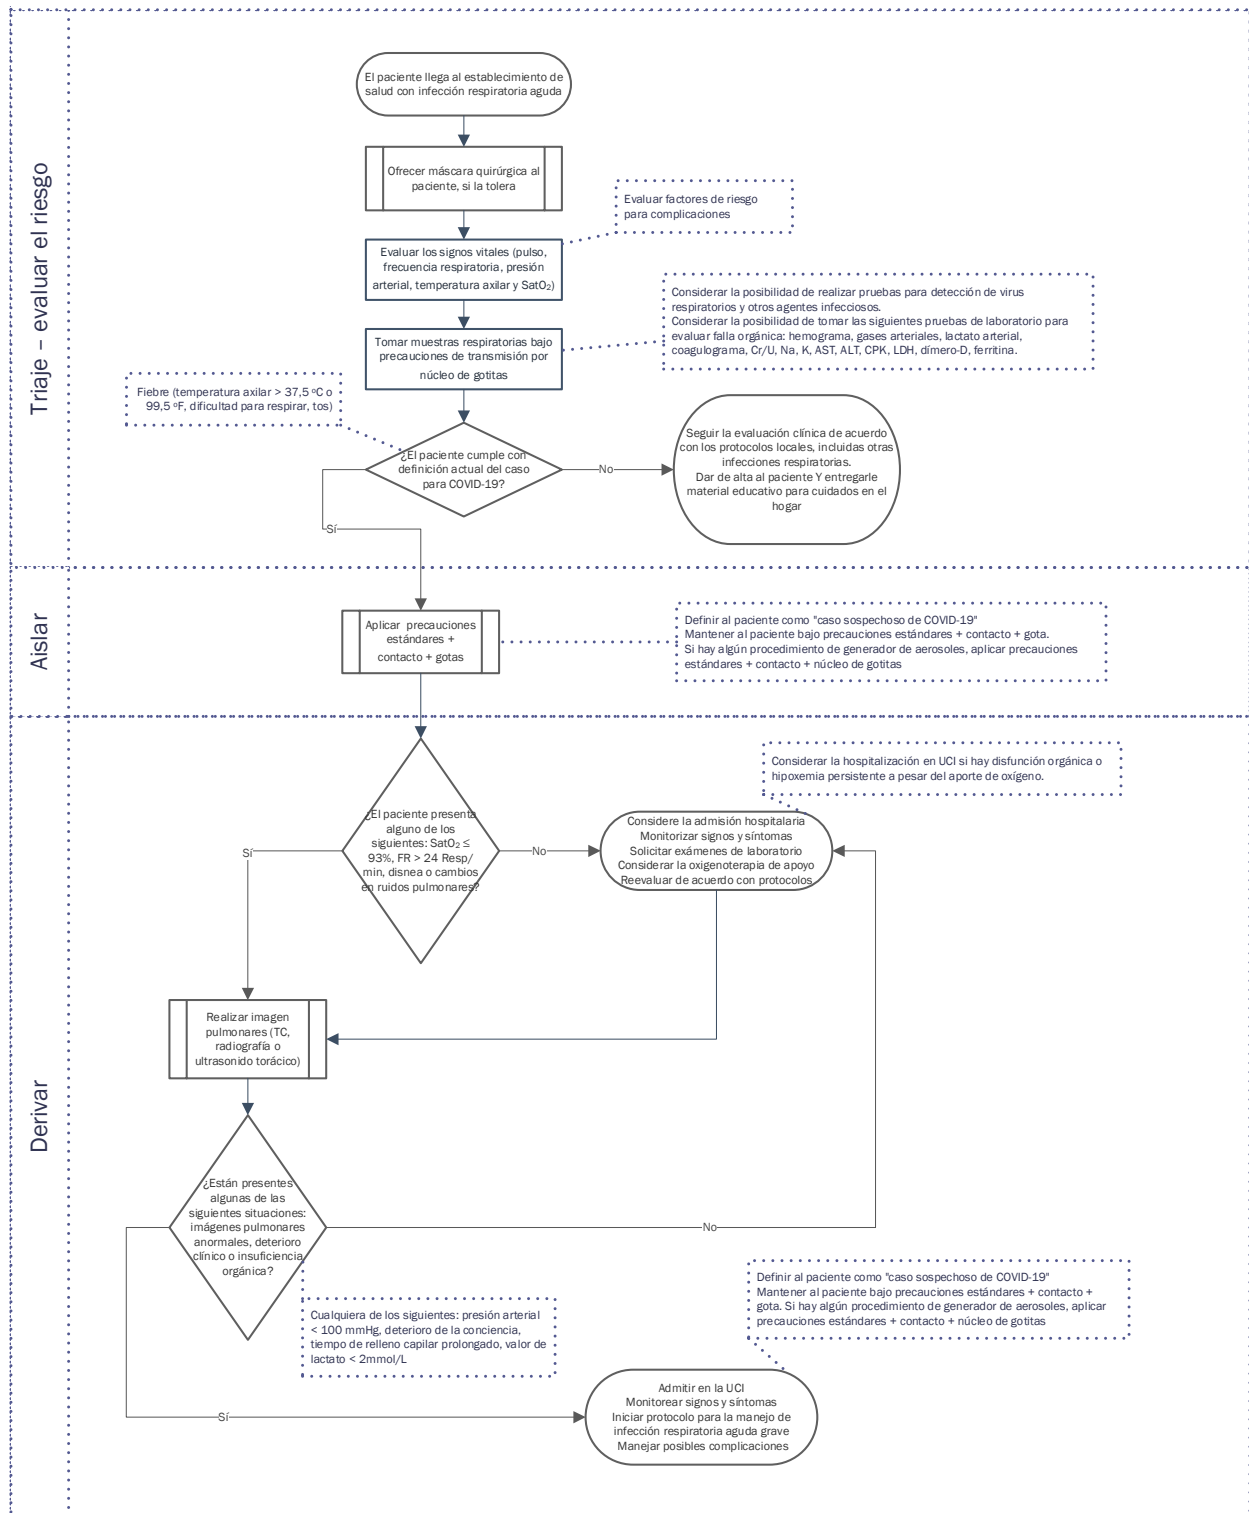 Triaje – evaluar el riesgo
El paciente llega al establecimiento de
salud con infección respiratoria aguda
Ofrecer máscara quirúrgica al
paciente, si la tolera
Evaluar factores de riesgo
para complicaciones
Evaluar los signos vitales (pulso,
frecuencia respiratoria, presión
arterial, temperatura axilar y SatO₂)
Considerar la posibilidad de realizar pruebas para detección de virus
respiratorios y otros agentes infecciosos.
Considerar la posibilidad de tomar las siguientes pruebas de laboratorio para
evaluar falla orgánica: hemograma, gases arteriales, lactato arterial,
coagulograma, Cr/U, Na, K, AST, ALT, CPK, LDH, dímero-D, ferritina.
Tomar muestras respiratorias bajo
precauciones de transmisión por
núcleo de gotitas
Fiebre (temperatura axilar > 37,5 ºC o
99,5 ºF, dificultad para respirar, tos)
¿El paciente cumple con
definición actual del caso
para COVID-19?
No
Seguir la evaluación clínica de acuerdo
con los protocolos locales, incluidas otras
infecciones respiratorias.
Dar de alta al paciente Y entregarle
material educativo para cuidados en el
hogar
Sí
Aislar
Aplicar precauciones
estándares +
contacto + gotas
Definir al paciente como "caso sospechoso de COVID-19"
Mantener al paciente bajo precauciones estándares + contacto + gota.
Si hay algún procedimiento de generador de aerosoles, aplicar precauciones
estándares + contacto + núcleo de gotitas
Derivar
Considerar la hospitalización en UCI si hay disfunción orgánica o
hipoxemia persistente a pesar del aporte de oxígeno.
¿El paciente presenta
alguno de los
siguientes: SatO₂ ≤
93%, FR > 24 Resp/
min, disnea o cambios
en ruidos pulmonares?
Sí
No
Considere la admisión hospitalaria
Monitorizar signos y síntomas
Solicitar exámenes de laboratorio
Considerar la oxigenoterapia de apoyo
Reevaluar de acuerdo con protocolos
Realizar imagen
pulmonares (TC,
radiografía o
ultrasonido torácico)
¿Están presentes
algunas de las
siguientes situaciones:
imágenes pulmonares
anormales, deterioro
clínico o insuficiencia
orgánica?
No
Cualquiera de los siguientes: presión arterial
< 100 mmHg, deterioro de la conciencia,
tiempo de relleno capilar prolongado, valor de
lactato < 2mmol/L
Definir al paciente como "caso sospechoso de COVID-19"
Mantener al paciente bajo precauciones estándares + contacto +
gota. Si hay algún procedimiento de generador de aerosoles, aplicar
precauciones estándares + contacto + núcleo de gotitas
Sí
Admitir en la UCI
Monitorear signos y síntomas
Iniciar protocolo para la manejo de
infección respiratoria aguda grave
Manejar posibles complicaciones